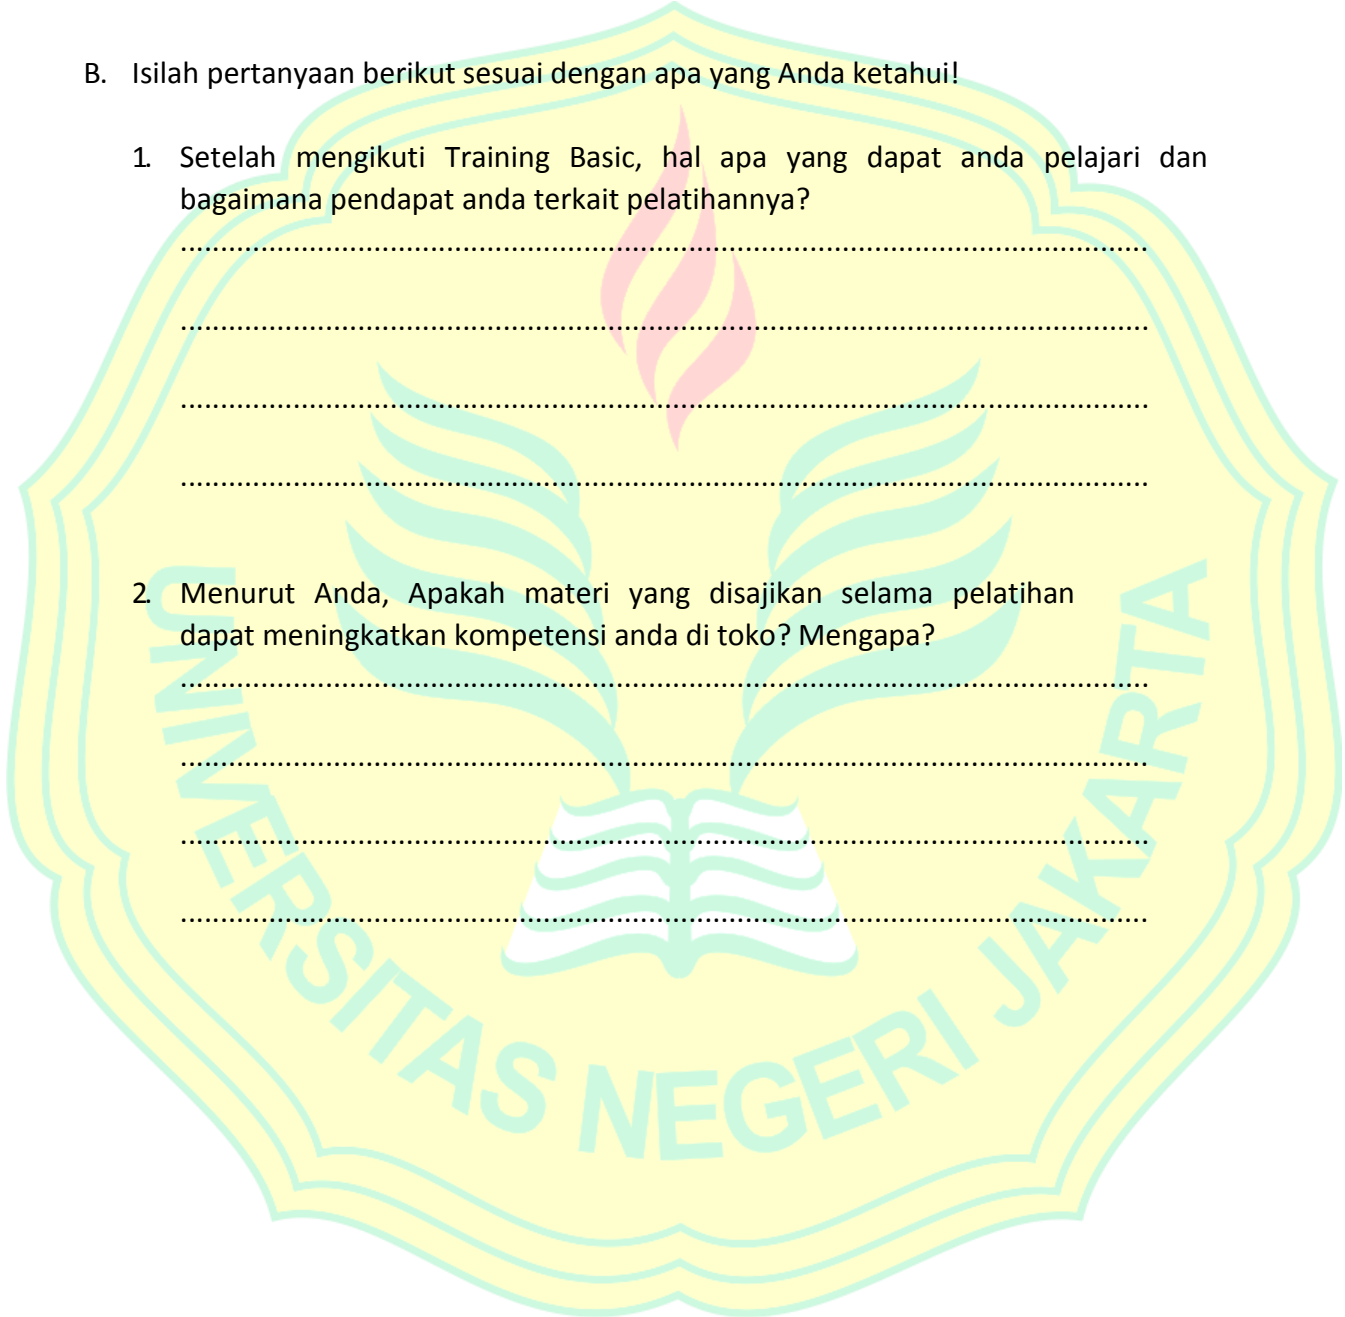 B. Isilah pertanyaan berikut sesuai dengan apa yang Anda ketahui!
1. Setelah mengikuti Training Basic, hal apa yang dapat anda pelajari dan
bagaimana pendapat anda terkait pelatihannya?
........................................................................................................................
........................................................................................................................
........................................................................................................................
........................................................................................................................
2. Menurut Anda, Apakah materi yang disajikan selama pelatihan
dapat meningkatkan kompetensi anda di toko? Mengapa?
........................................................................................................................
........................................................................................................................
........................................................................................................................
........................................................................................................................
UNIVERSITAS NEGERI JAKARTA